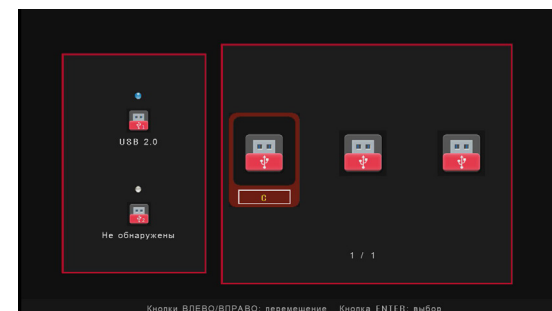 USB 2.0
Не обнаружены
C
1 / 1
Кнопки ВЛЕВО/ВПРАВО: перемещение Кнопка ENTER: выбор